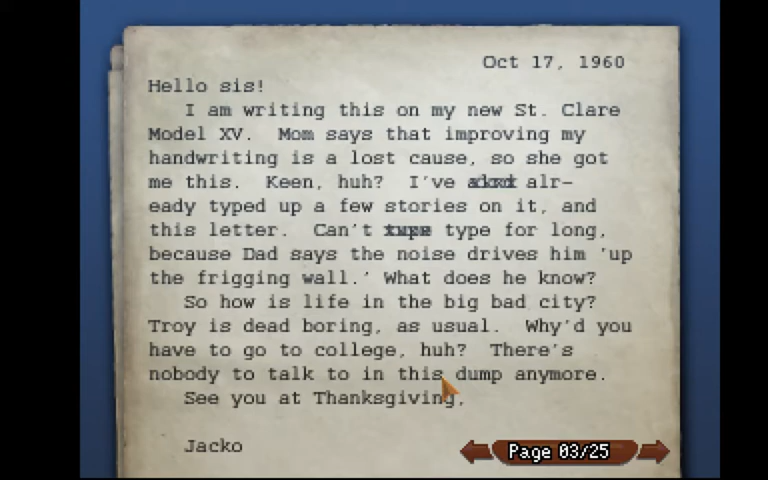 Oct 17, 1960
Hello sis!
I am writing this on my new St. Clare
Model XV.  Mom says that improving my
handwriting is a lost cause, so she got
me this.  Keen, huh?  I've alr-
eady typed up a few stories on it, and
this letter.  Can't type for long,
because Dad says the noise drives him 'up
the frigging wall.' What does he know?
So how is life in the big bad city?
Troy is dead boring, as usual.  Why'd you
have to go to college, huh?  There's
nobody to talk to in this dump anymore.
See you at Thanksgiving,
Jacko
Page 03/25